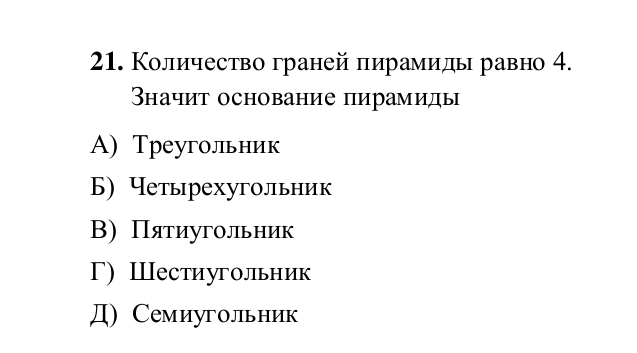 21. Количество граней пирамиды равно 4.
Значит основание пирамиды
А) Треугольник
Б) Четырехугольник
В) Пятиугольник
Г) Шестиугольник
Д) Семиугольник